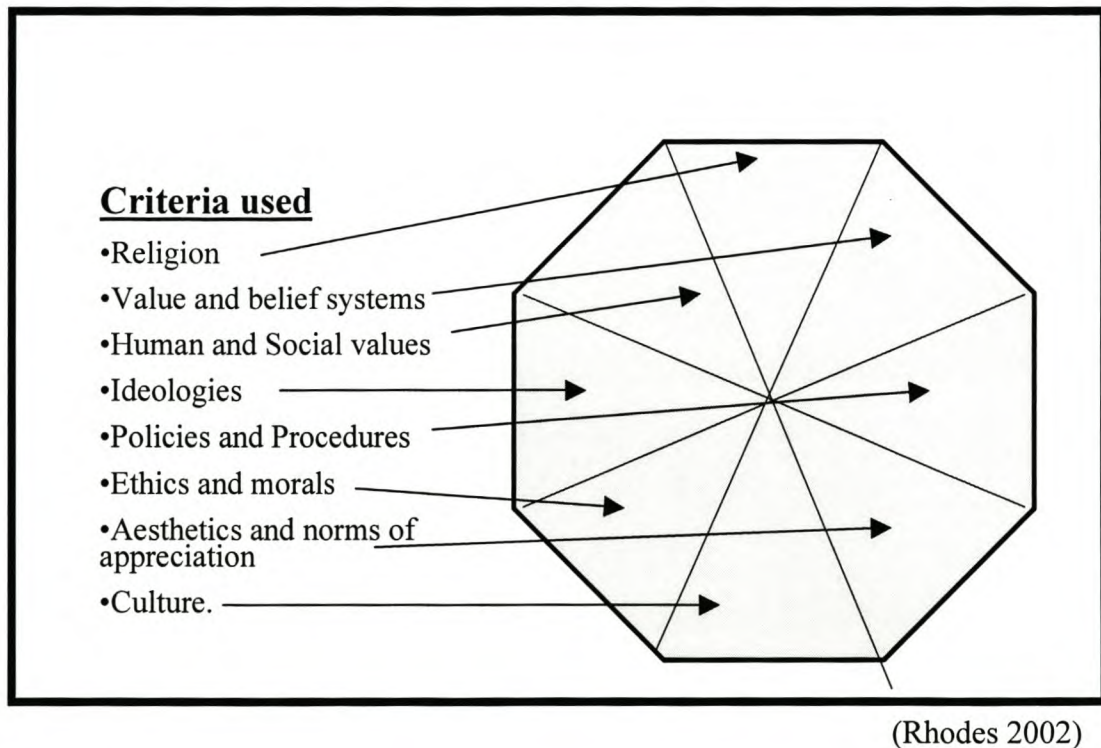 Criteria used
•Religion
•Value and belief systems
•Human and Social values
•Ideologies
•Policies and Procedures
•Ethics and morals
•Aesthetics and norms of
appreciation
•Culture.
(Rhodes 2002)